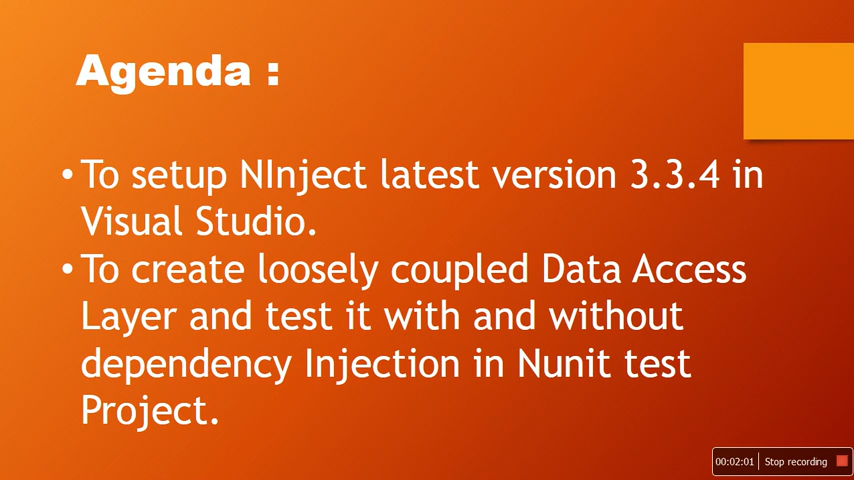 Agenda :
• To setup NInject latest version 3.3.4 in
Visual Studio.
• To create loosely coupled Data Access
Layer and test it with and without
dependency Injection in Nunit test
Project.
00:02:01 Stop recording